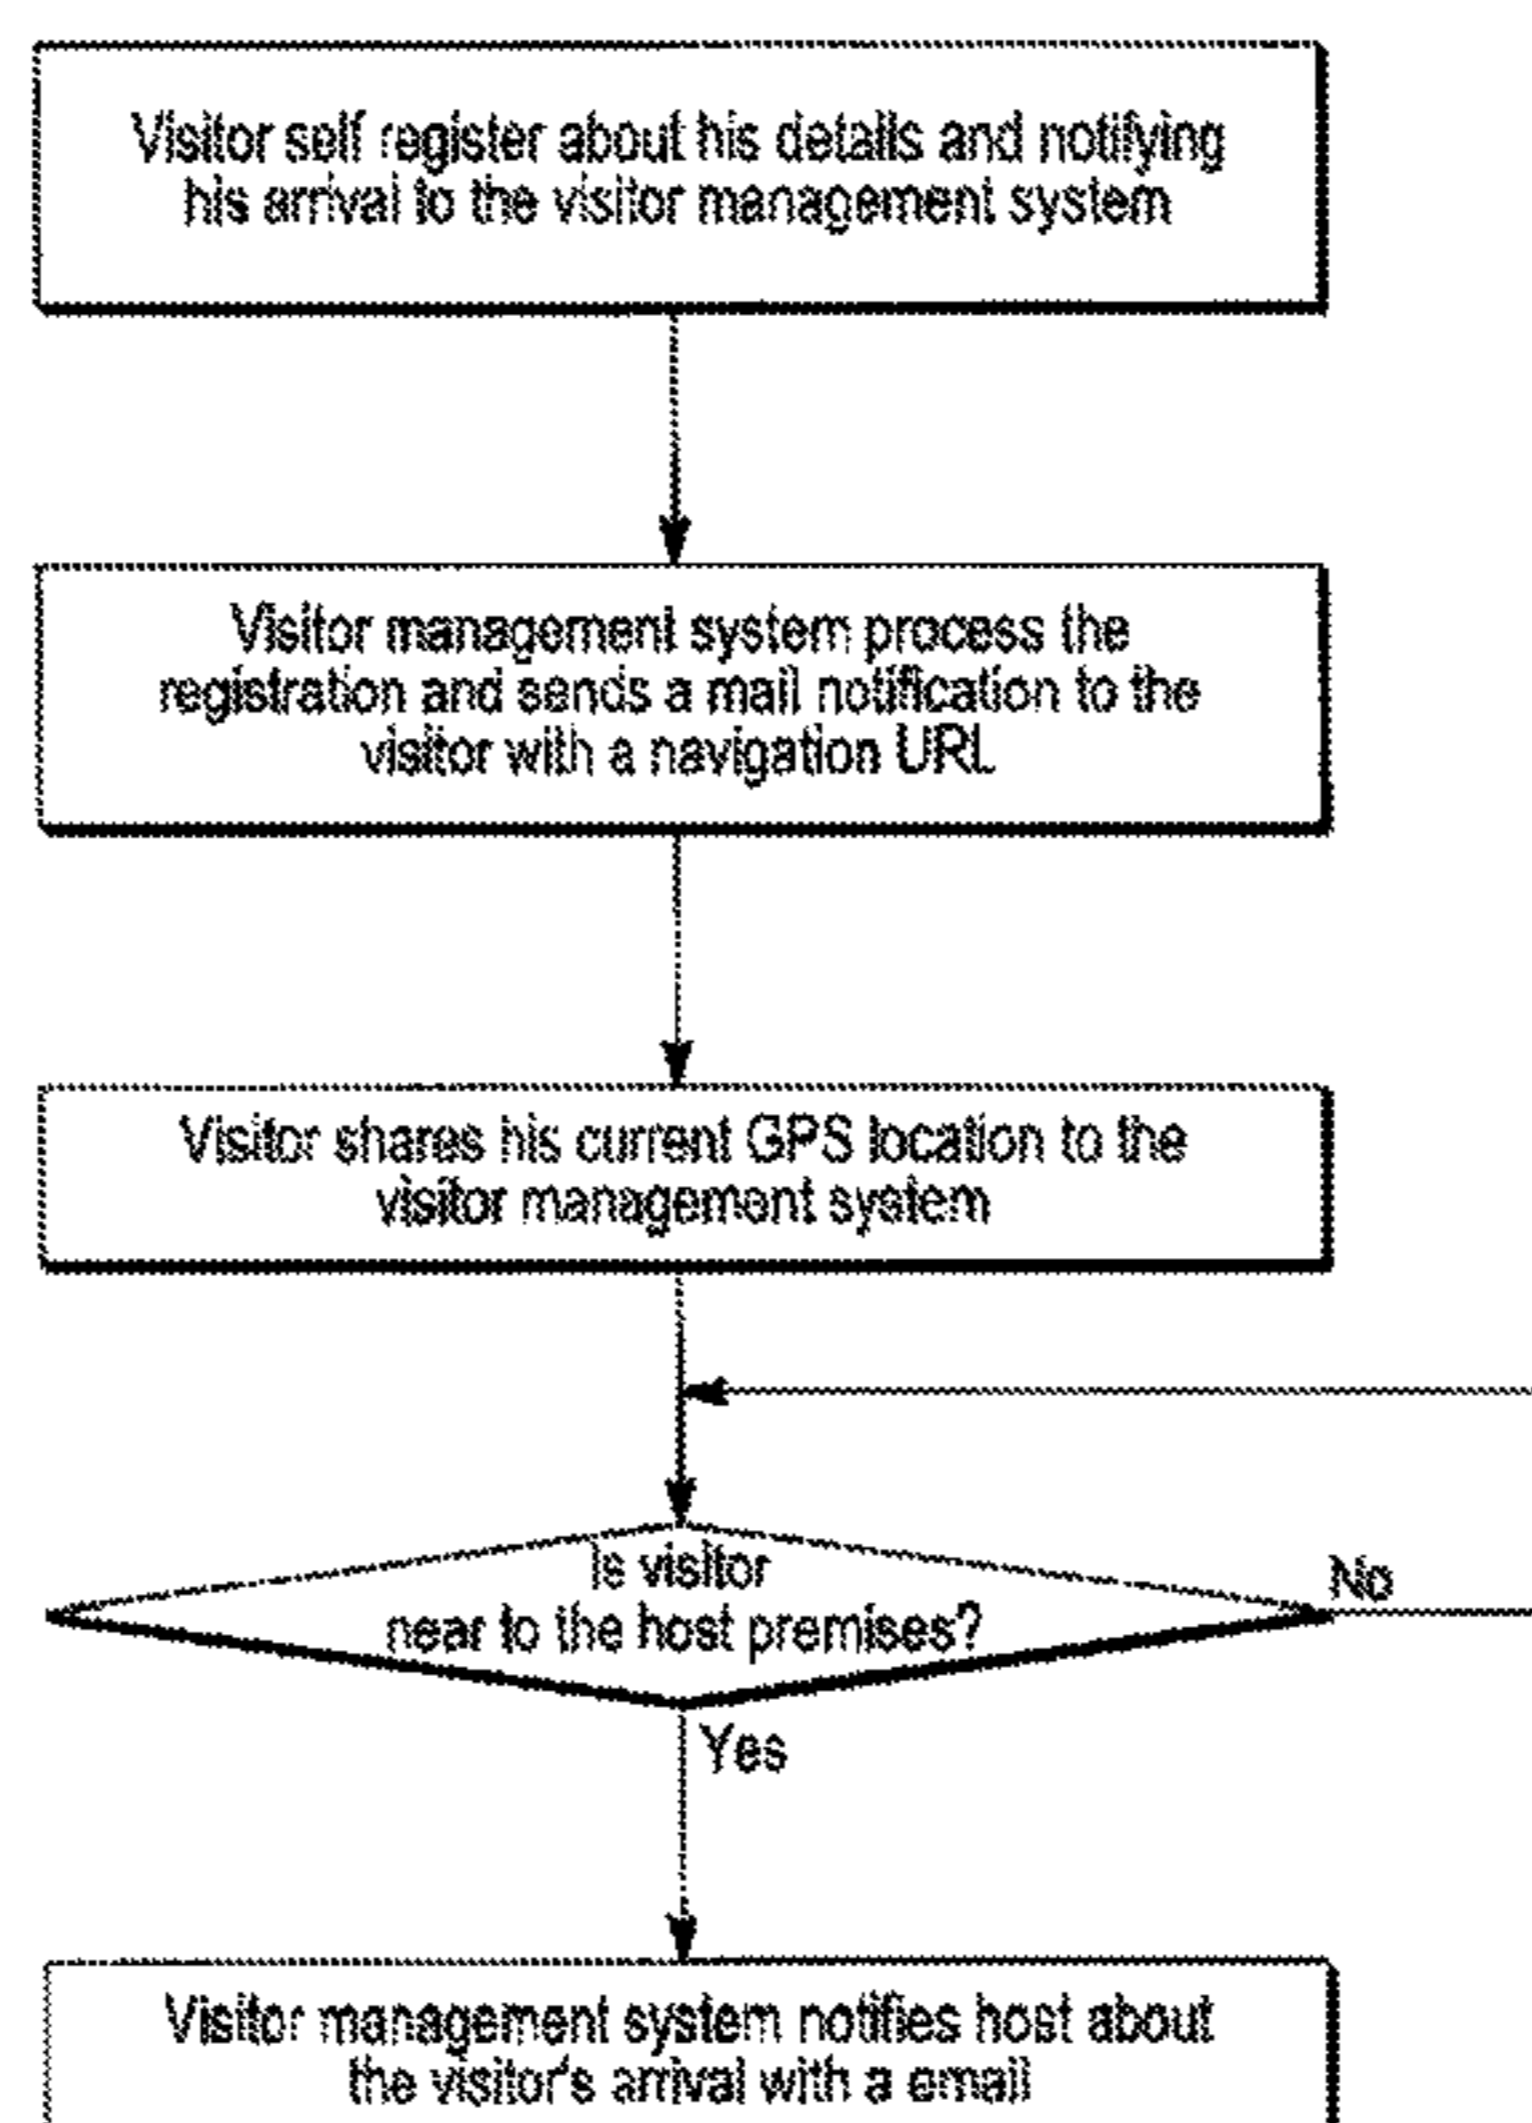 Visitor self register about his details and notifying
his arrival to the visitor management system
Visitor management system process the
registration and sends a mail notification to the
visitor with a navigation URL
Visitor shares his current GPS location to the
visitor management system
Is visitor
near to the host premises?
No
Yes
Visitor management system notifies host about
the visitor's arrival with a email